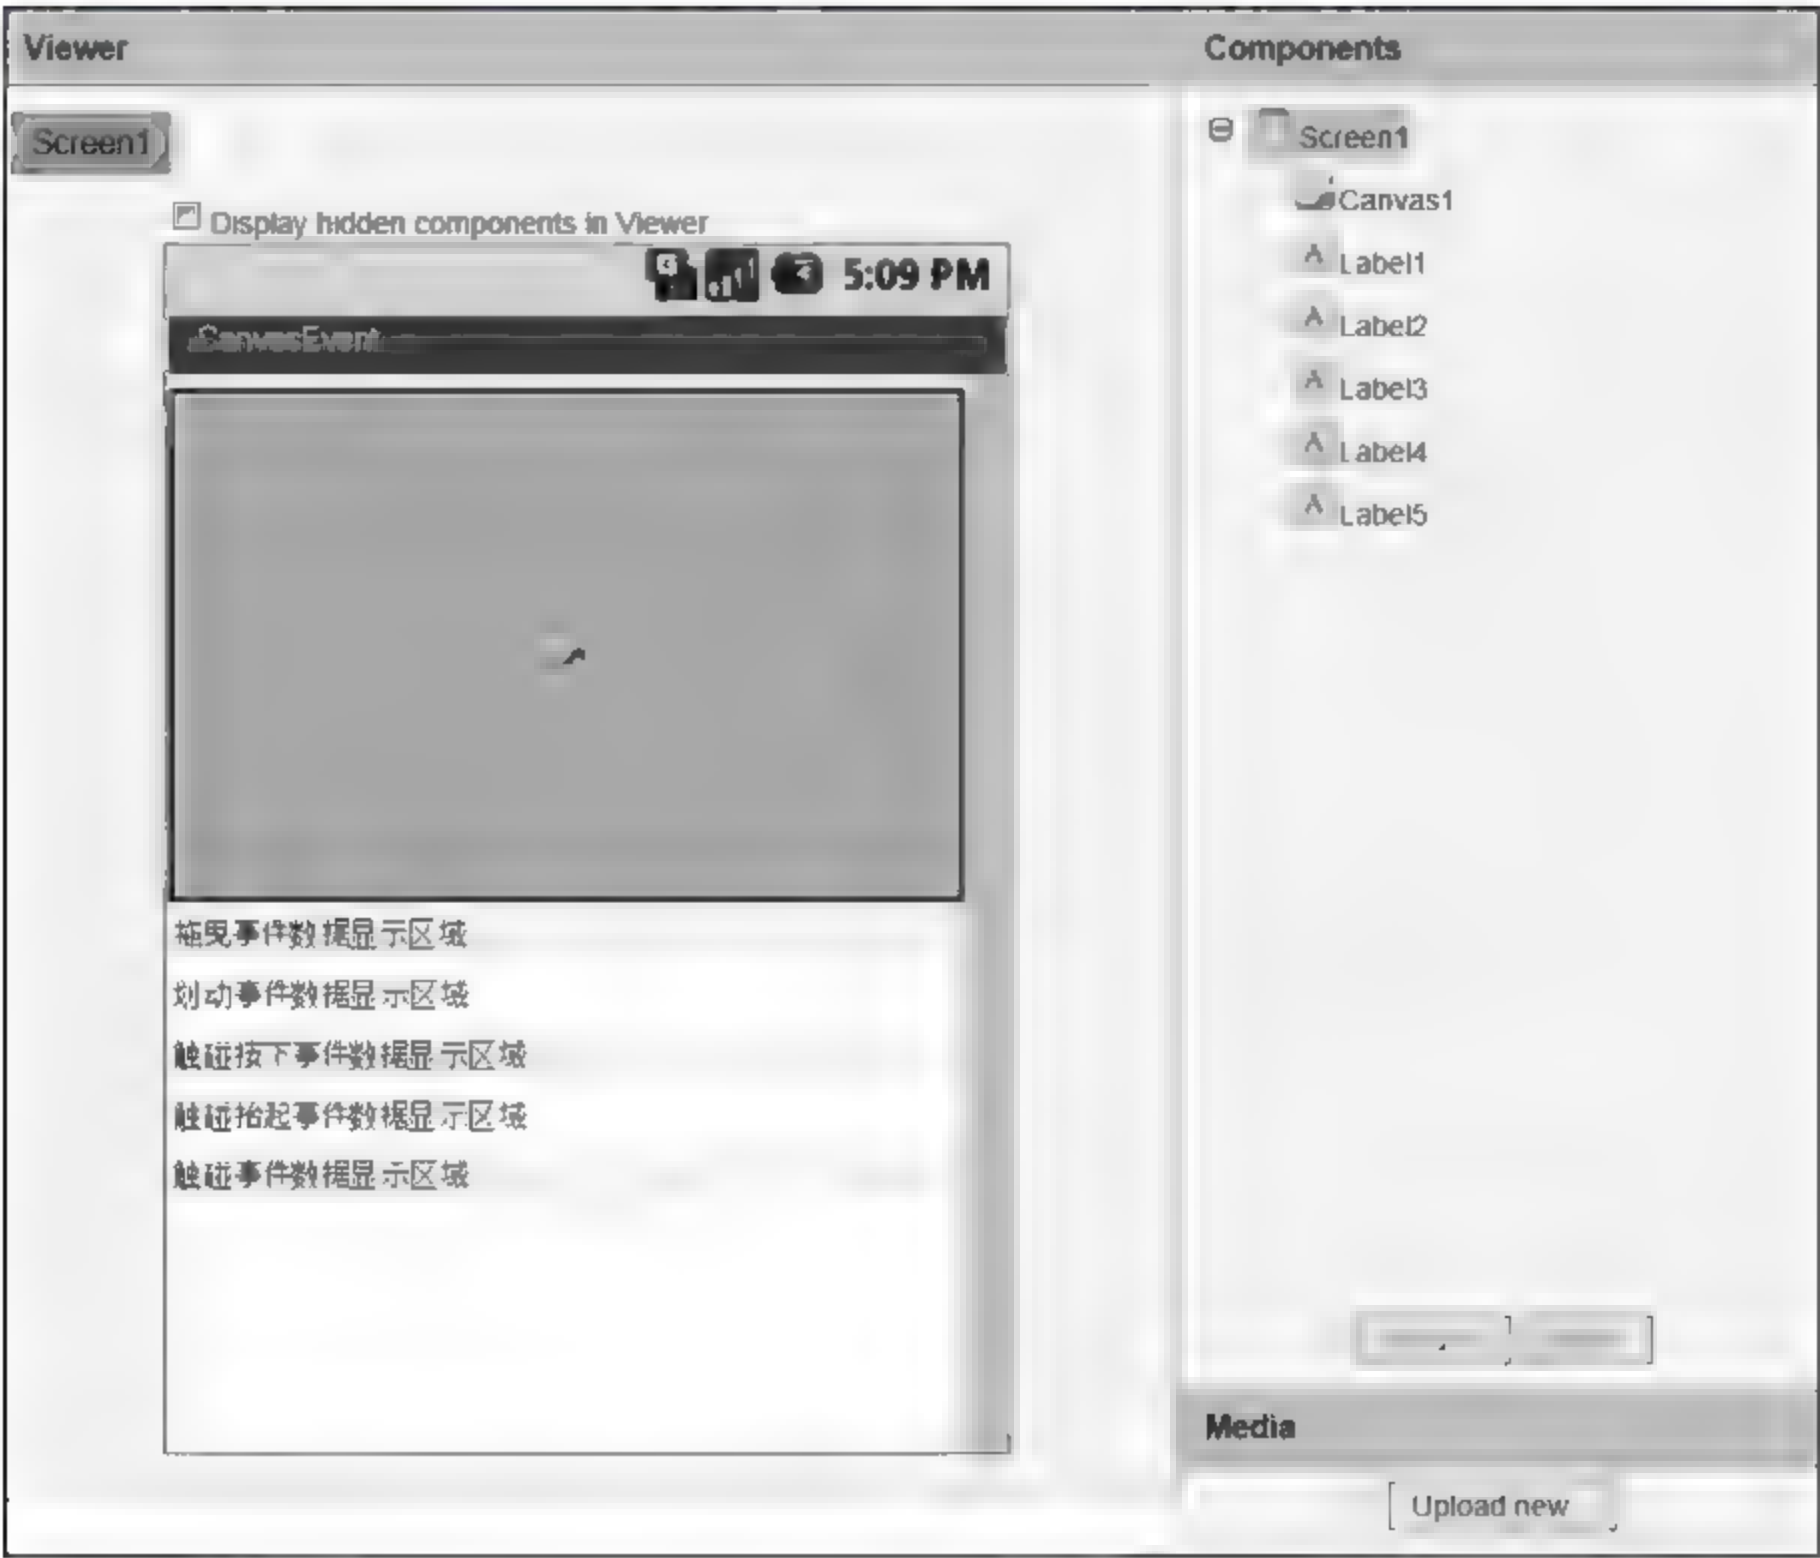 Viewer
Screen1
Display hidden components in Viewer
5:09 PM
CanvasEvent
拖曳事件数据显示区域
划动事件数据显示区域
触碰按下事件数据显示区域
触碰抬起事件数据显示区域
触碰事件数据显示区域
Components
Screen1
Canvas1
Label1
Label2
Label3
Label4
Label5
Media
Upload new